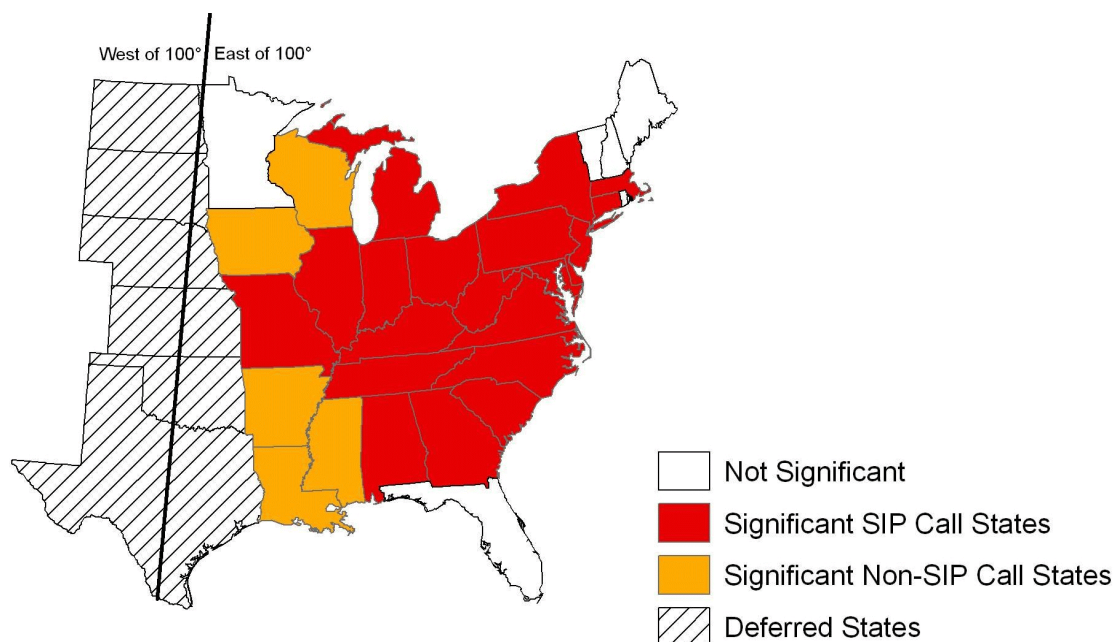 West of 100° East of 100°
Not Significant
Significant SIP Call States
Significant Non-SIP Call States
Deferred States